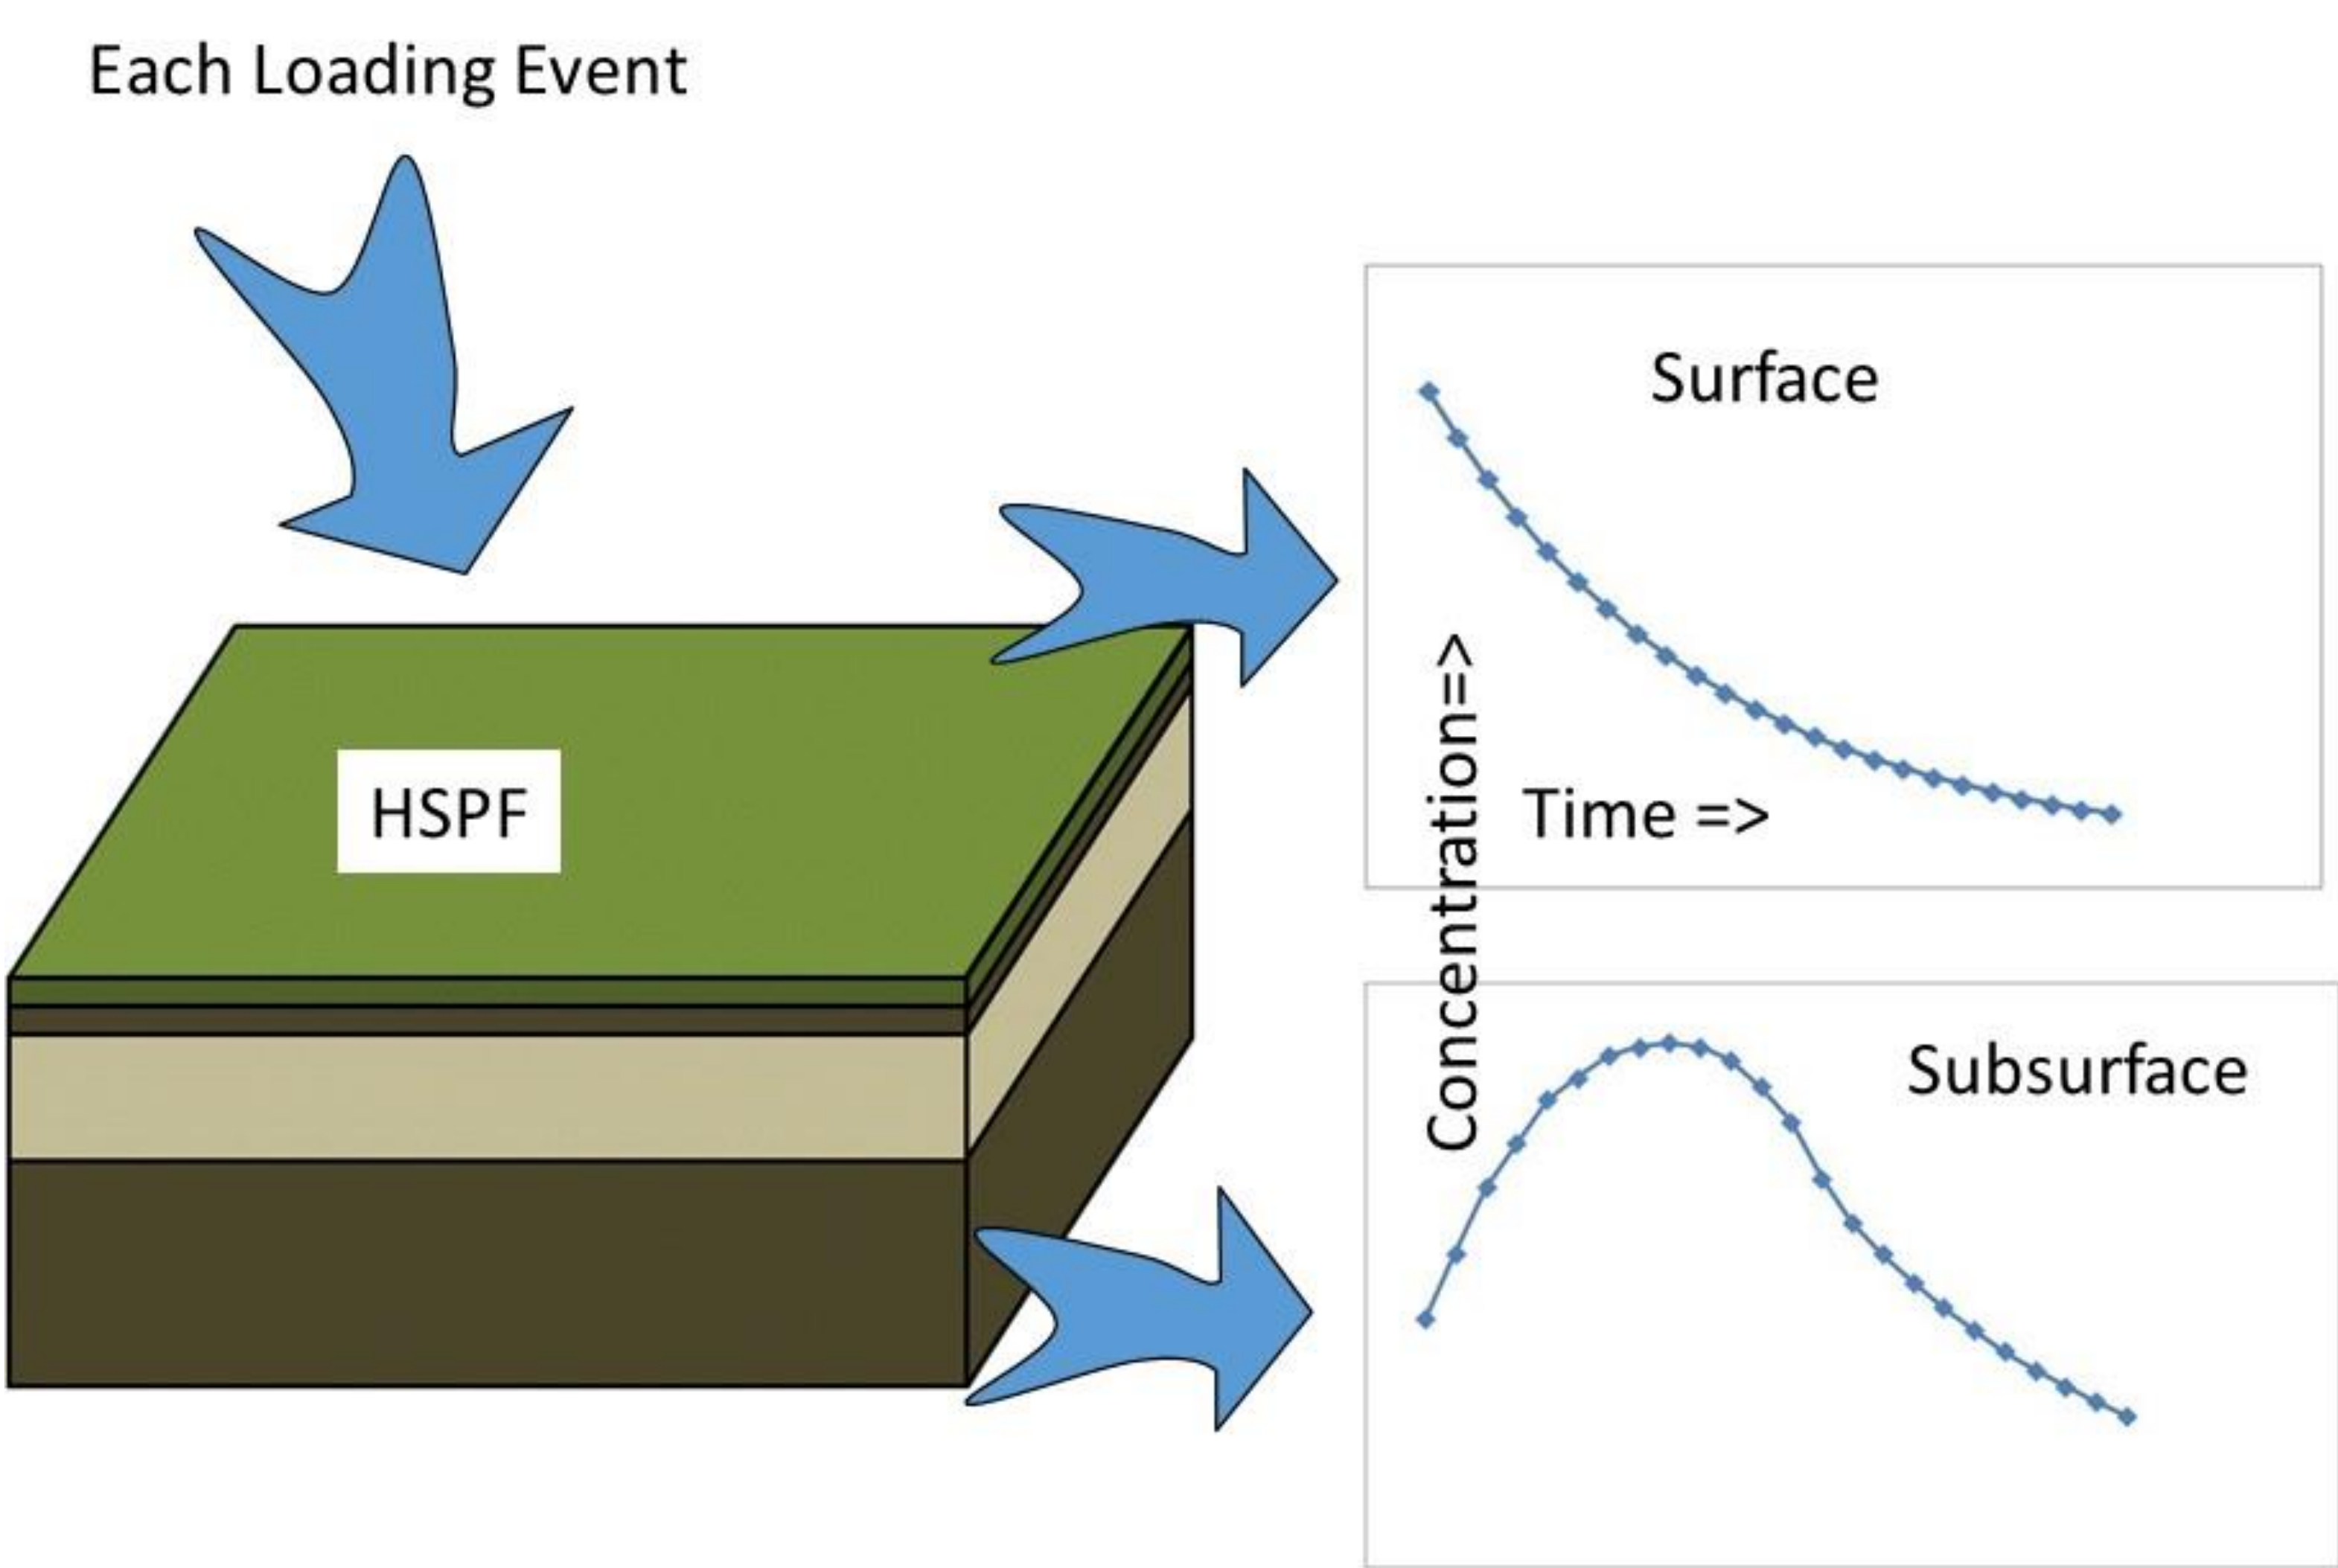 Each Loading Event
HSPF
Surface
Time =>
Concentration=>
Subsurface